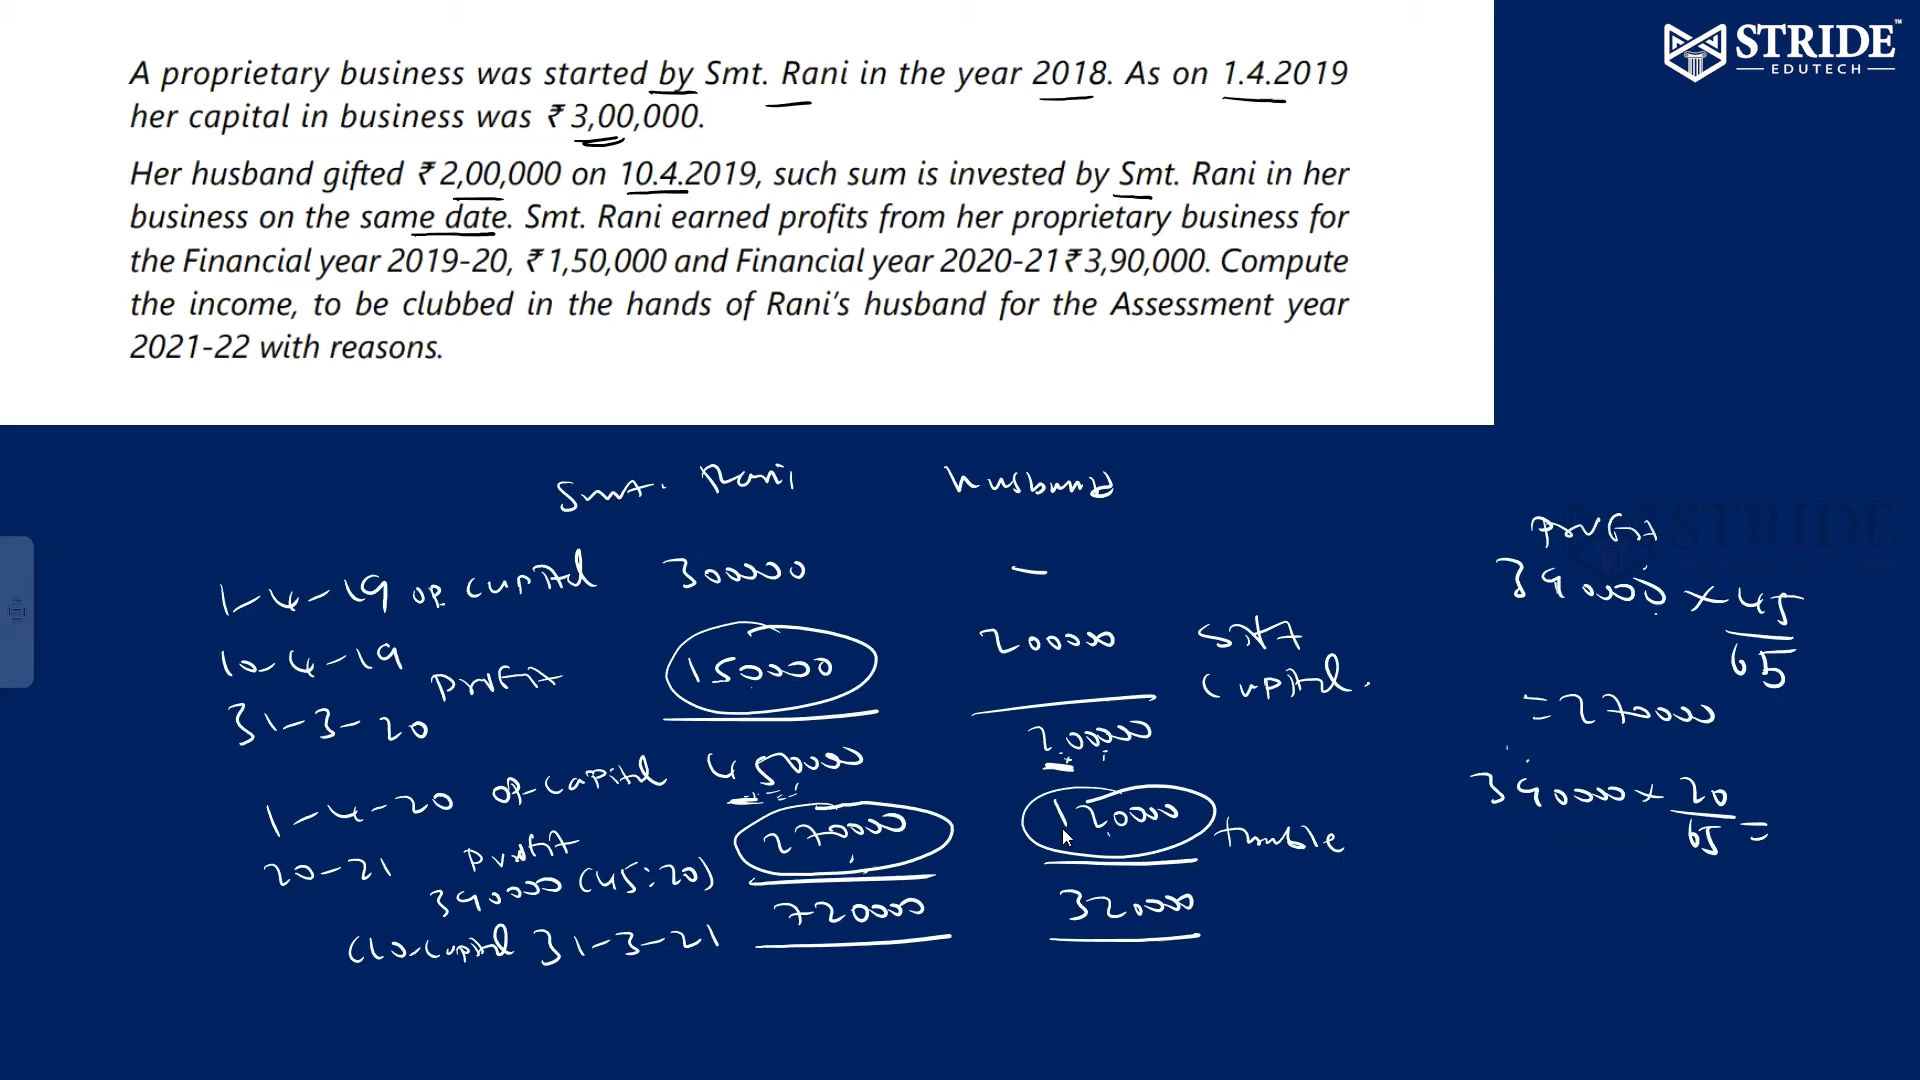 STRIDE™
EDUTECH
A proprietary business was started by Smt. Rani in the year 2018. As on 1.4.2019
her capital in business was ₹ 3,00,000.
Her husband gifted ₹ 2,00,000 on 10.4.2019, such sum is invested by Smt. Rani in her
business on the same date. Smt. Rani earned profits from her proprietary business for
the Financial year 2019-20, ₹ 1,50,000 and Financial year 2020-21 ₹ 3,90,000. Compute
the income, to be clubbed in the hands of Rani's husband for the Assessment year
2021-22 with reasons.
Smt. Rani husband
1-4-19 op capital 300000 —
10-4-19 200000 gift
capital.
31-3-20 profit 150000
200000
1-4-20 op-capital 450000
20-21 profit 270000 120000 taxable
390000 (45:20)
Clo-capital 31-3-21 720000 320000
profit
390000 × 45
65
= 270000
390000 × 20
65 =
STRIDE
EDUTECH